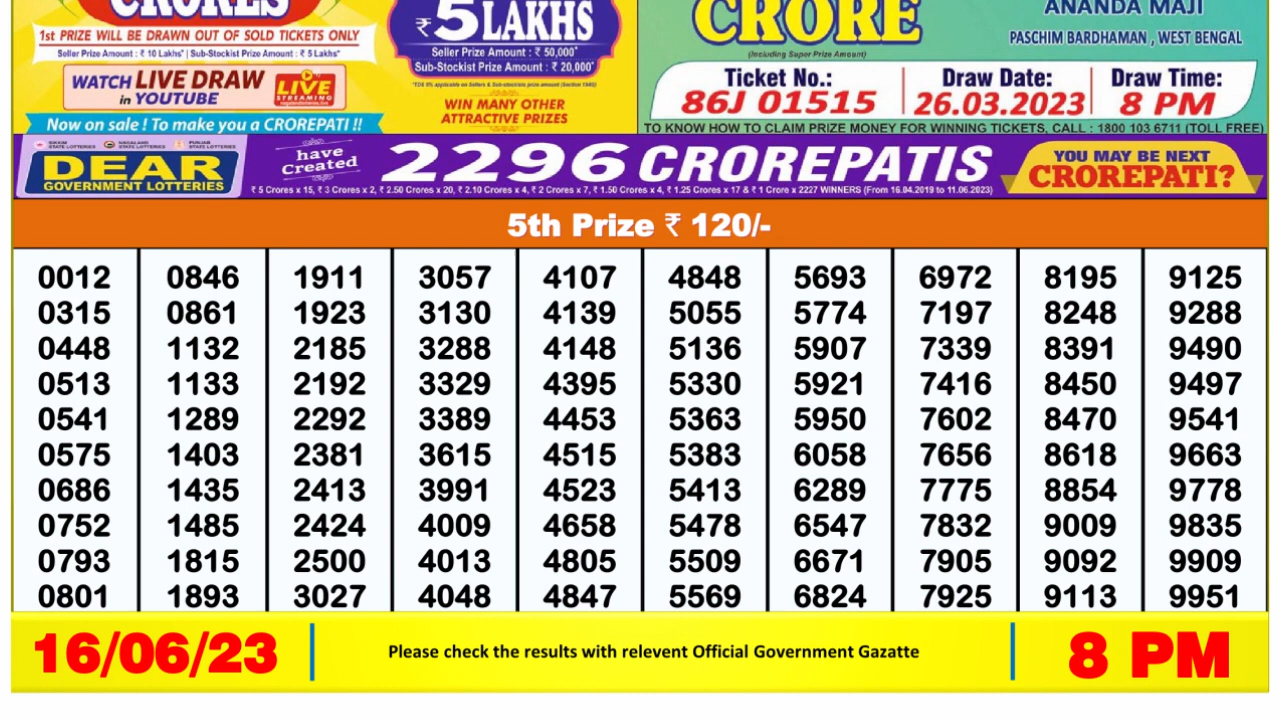 CRORES
1st PRIZE WILL BE DRAWN OUT OF SOLD TICKETS ONLY
Seller Prize Amount : ₹ 10 Lakhs* | Sub-Stockist Prize Amount : ₹ 5 Lakhs*
WATCH LIVE DRAW
in YOUTUBE
LIVE
STREAMING
Now on sale ! To make you a CROREPATI !!
₹5 LAKHS
Seller Prize Amount : ₹ 50,000*
Sub-Stockist Prize Amount : ₹ 20,000*
WIN MANY OTHER
ATTRACTIVE PRIZES
CRORE
(Including Super Prize Amount)
ANANDA MAJI
PASCHIM BARDHAMAN , WEST BENGAL
Ticket No.: Draw Date: Draw Time:
86J 01515 26.03.2023 8 PM
TO KNOW HOW TO CLAIM PRIZE MONEY FOR WINNING TICKETS, CALL : 1800 103 6711 (TOLL FREE)
SIKKIM STATE LOTTERIES NAGALAND STATE LOTTERIES PUNJAB STATE LOTTERIES
DEAR
GOVERNMENT LOTTERIES
have
Created
2296 CROREPATIS
₹ 5 Crores x 15, ₹ 3 Crores x 2, ₹ 2.50 Crores x 20, ₹ 2.10 Crores x 4, ₹ 2 Crores x 7, ₹ 1.50 Crores x 4, ₹ 1.25 Crores x 17 & ₹ 1 Crore x 2227 WINNERS (From 16.04.2019 to 11.06.2023)
YOU MAY BE NEXT
CROREPATI?
5th Prize ₹ 120/-
0012 0846 1911 3057 4107 4848 5693 6972 8195 9125
0315 0861 1923 3130 4139 5055 5774 7197 8248 9288
0448 1132 2185 3288 4148 5136 5907 7339 8391 9490
0513 1133 2192 3329 4395 5330 5921 7416 8450 9497
0541 1289 2292 3389 4453 5363 5950 7602 8470 9541
0575 1403 2381 3615 4515 5383 6058 7656 8618 9663
0686 1435 2413 3991 4523 5413 6289 7775 8854 9778
0752 1485 2424 4009 4658 5478 6547 7832 9009 9835
0793 1815 2500 4013 4805 5509 6671 7905 9092 9909
0801 1893 3027 4048 4847 5569 6824 7925 9113 9951
16/06/23 Please check the results with relevent Official Government Gazatte 8 PM